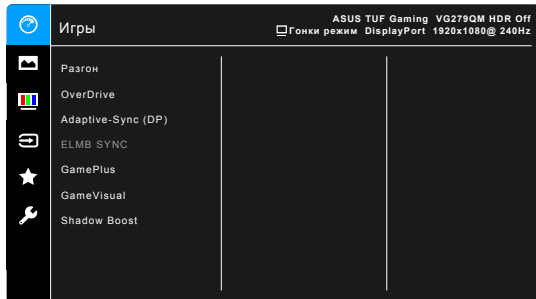 Игры
ASUS TUF Gaming VG279QM HDR Off
Гонки режим DisplayPort 1920x1080@ 240Hz
Разгон
OverDrive
Adaptive-Sync (DP)
ELMB SYNC
GamePlus
GameVisual
Shadow Boost